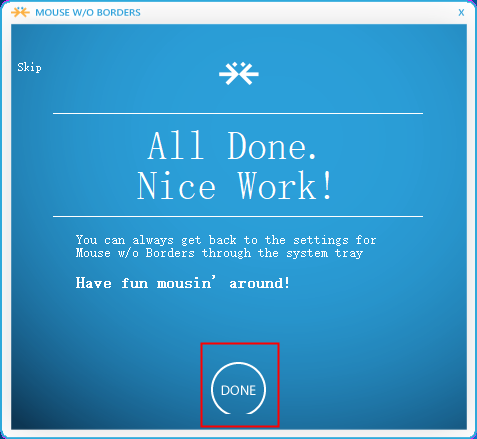 MOUSE W/O BORDERS
X
Skip
All Done.
Nice Work!
You can always get back to the settings for
Mouse w/o Borders through the system tray
Have fun mousin' around!
DONE